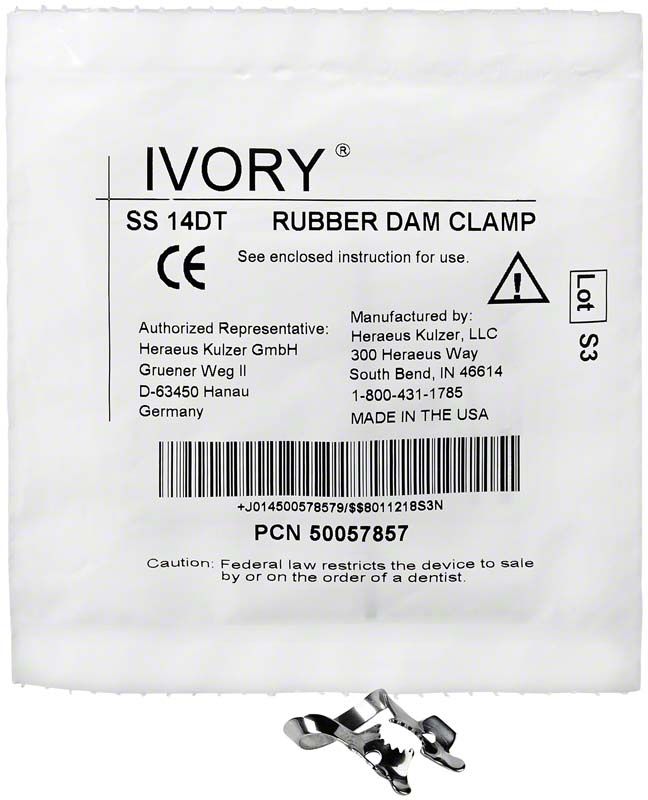 IVORY ®
SS 14DT RUBBER DAM CLAMP
CE See enclosed instruction for use.
!
Lot S3
Authorized Representative:
Heraeus Kulzer GmbH
Gruener Weg II
D-63450 Hanau
Germany
Manufactured by:
Heraeus Kulzer, LLC
300 Heraeus Way
South Bend, IN 46614
1-800-431-1785
MADE IN THE USA
+J014500578579/$$8011218S3N
PCN 50057857
Caution: Federal law restricts the device to sale
by or on the order of a dentist.